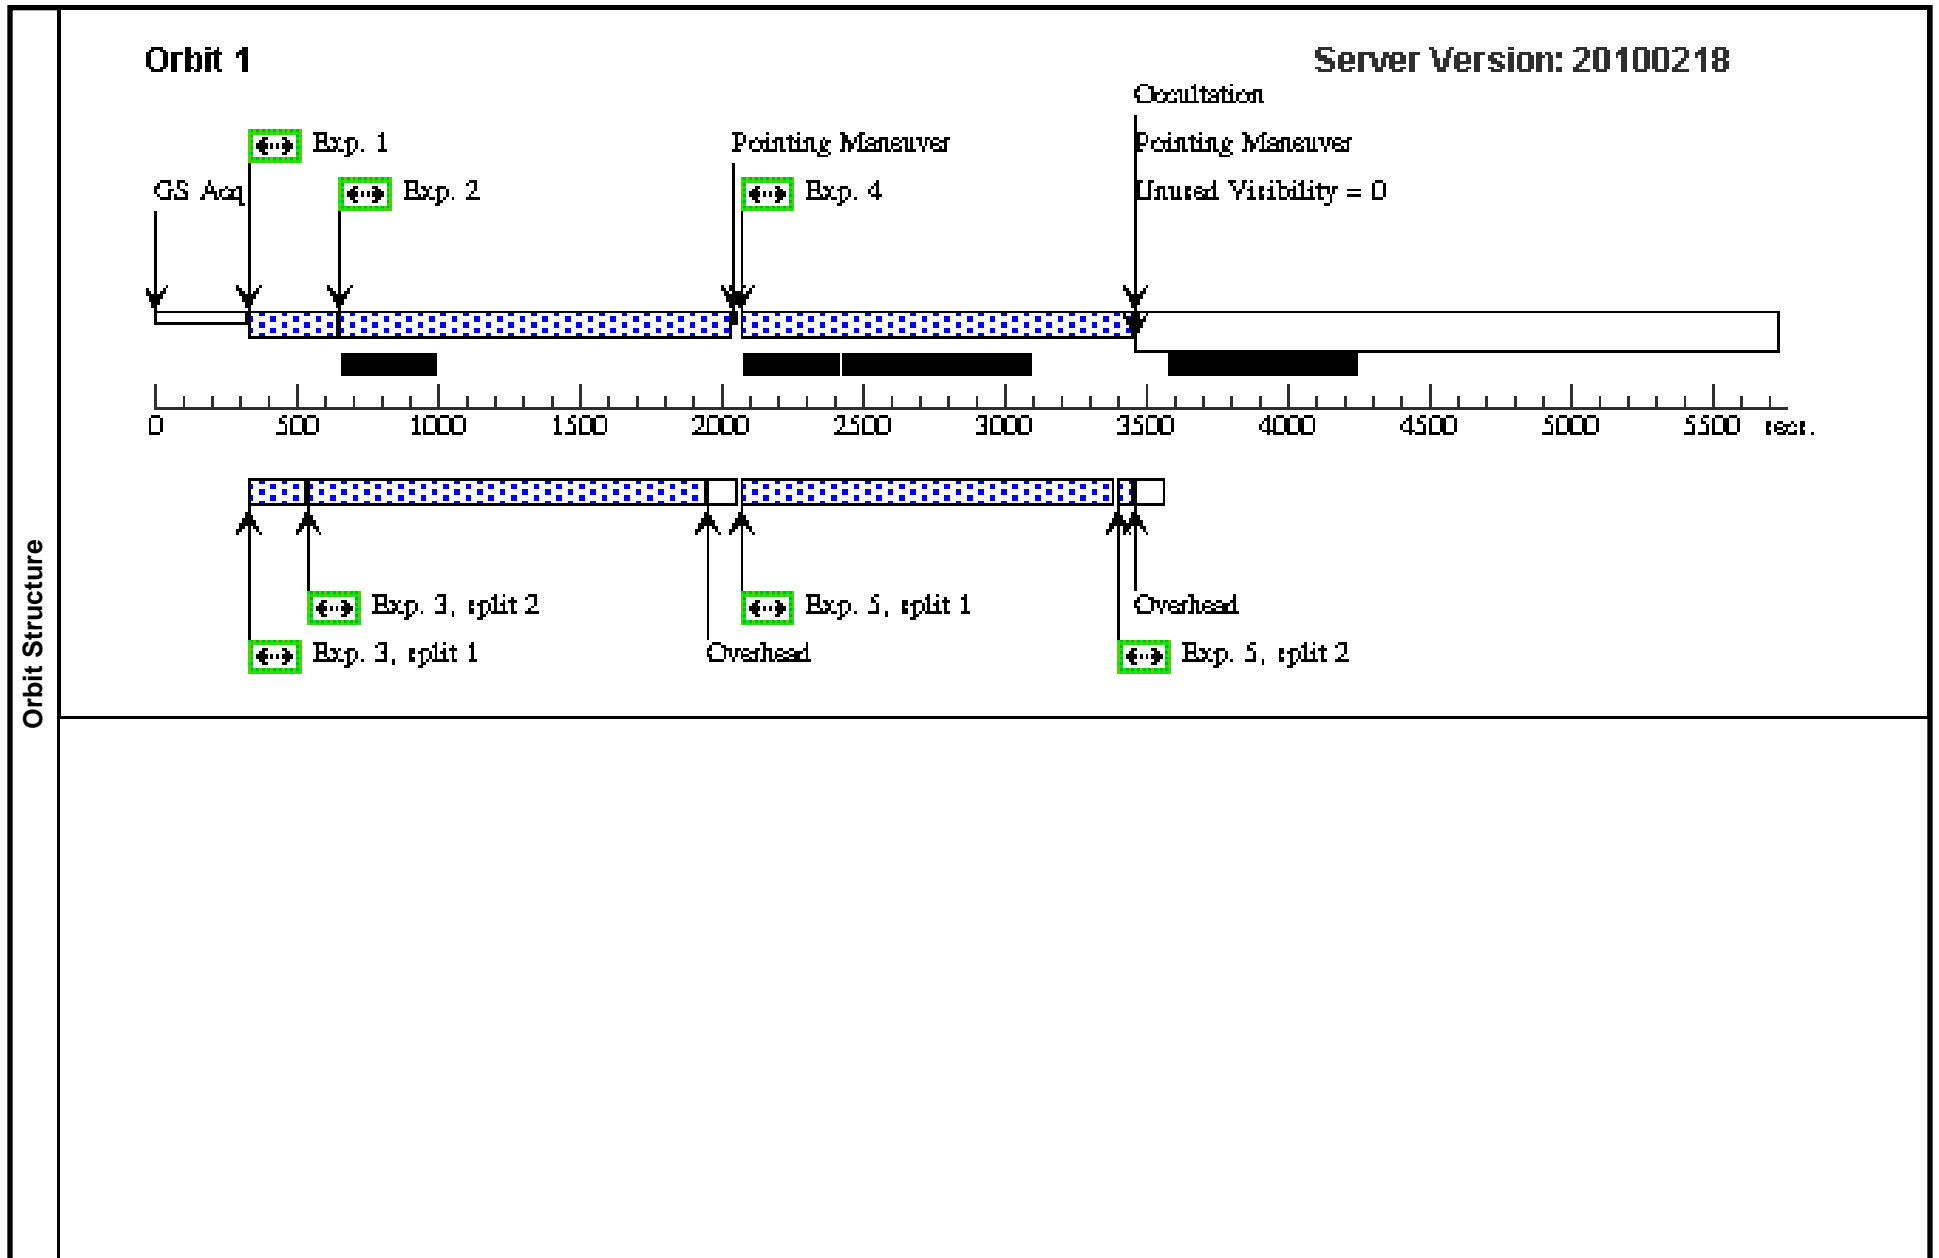 Orbit 1
Server Version: 20100218
Occultation
Exp. 1
Pointing Maneuver
Pointing Maneuver
GS Acq
Exp. 2
Exp. 4
Unused Visibility = 0
0 500 1000 1500 2000 2500 3000 3500 4000 4500 5000 5500 secs.
Exp. 3, split 2
Exp. 5, split 1
Overhead
Exp. 3, split 1
Overhead
Exp. 5, split 2
Orbit Structure